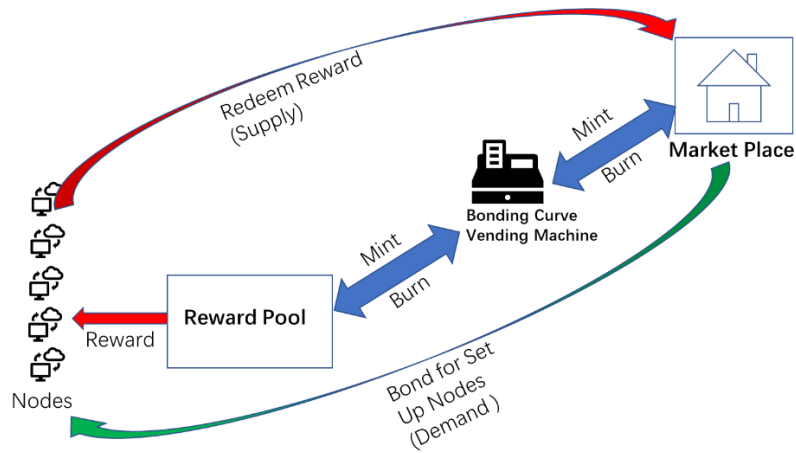 Redeem Reward
(Supply)
Mint
Burn
Market Place
Bonding Curve
Vending Machine
Mint
Burn
Reward Pool
Reward
Nodes
Bond for Set
Up Nodes
(Demand )